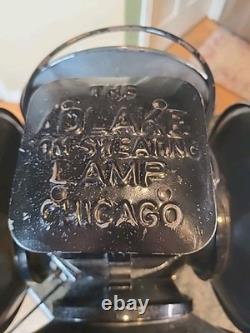 THE
ADLAKE
NON SWEATING
LAMP
CHICAGO